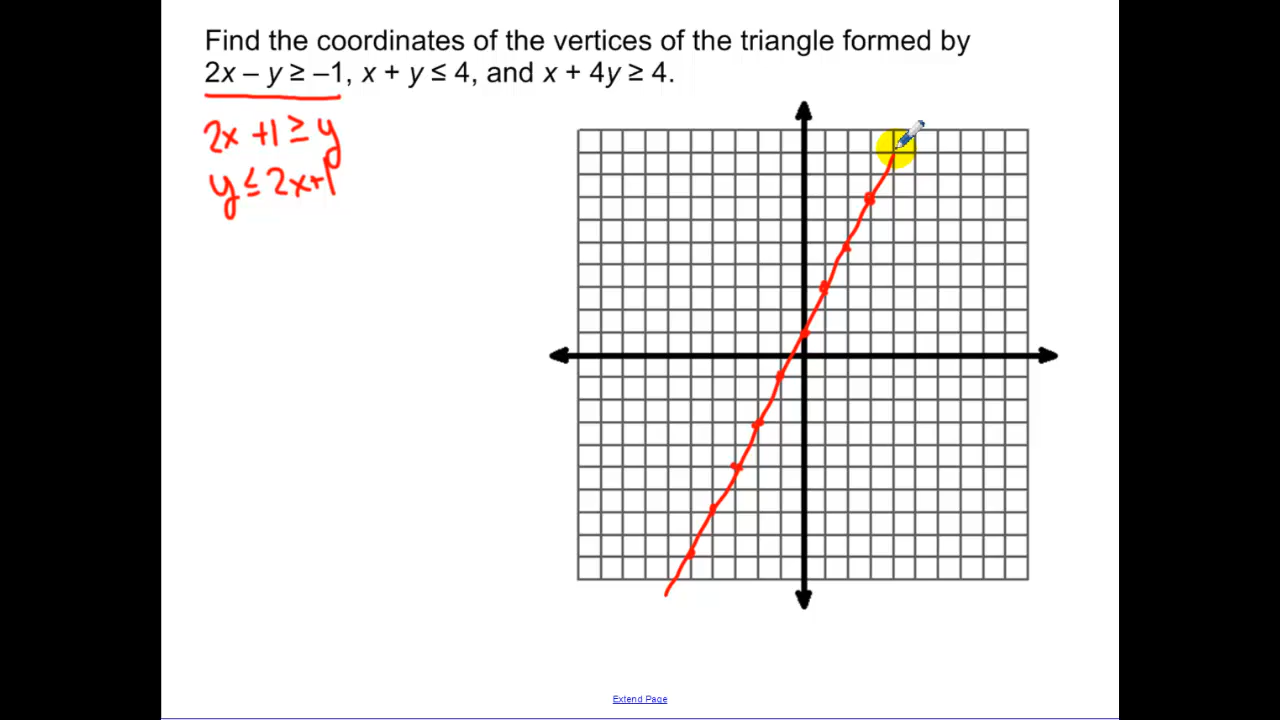 Find the coordinates of the vertices of the triangle formed by
2x – y ≥ –1, x + y ≤ 4, and x + 4y ≥ 4.
2x +1 ≥ y
y ≤ 2x+1
Extend Page